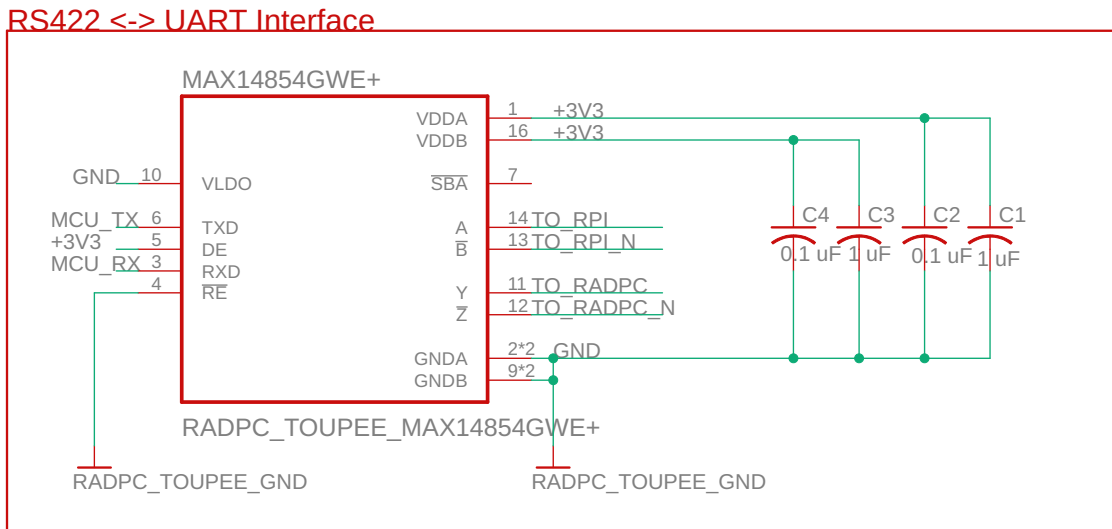 RS422 <-> UART Interface
MAX14854GWE+
VDDA 1 +3V3
VDDB 16 +3V3
GND 10 VLDO
SBA 7
MCU_TX 6 TXD
+3V3 5 DE
MCU_RX 3 RXD
4 RE
A 14 TO_RPI
B 13 TO_RPI_N
Y 11 TO_RADPC
Z 12 TO_RADPC_N
GNDA 2*2 GND
GNDB 9*2
C4 C3 C2 C1
0.1 uF 1 uF 0.1 uF 1 uF
RADPC_TOUPEE_MAX14854GWE+
RADPC_TOUPEE_GND
RADPC_TOUPEE_GND